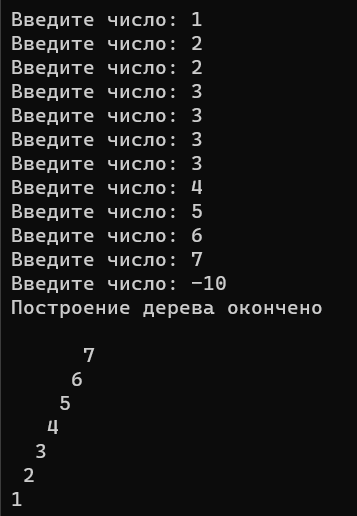 Введите число: 1
Введите число: 2
Введите число: 2
Введите число: 3
Введите число: 3
Введите число: 3
Введите число: 3
Введите число: 4
Введите число: 5
Введите число: 6
Введите число: 7
Введите число: -10
Построение дерева окончено

      7
     6
    5
   4
  3
 2
1